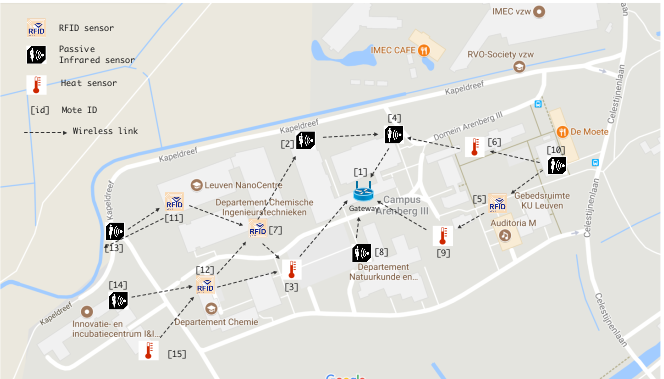 RFID
RFID sensor
Passive
Infrared sensor
Heat sensor
[id] Mote ID
Wireless link
IMEC vzw
IMEC CAFE
RVO-Society vzw
Kapeldreef
Celestijnenlaan
[4]
Kapeldreef
Domein Arenberg III
De Moete
[2]
[6]
[10]
Kapeldreef
[1]
Leuven NanoCentre
Kapeldreef
Departement Chemische
Ingenieurstechnieken
Gateway
Campus
Arenberg III
[5]
RFID
Gebedsruimte
KU Leuven
RFID
[11]
RFID
[7]
Auditoria M
Celestijnenlaan
[13]
[8]
[9]
[12]
[14]
RFID
[3]
Departement
Natuurkunde en...
Kapeldreef
Innovatie- en
incubatiecentrum I&I...
Departement Chemie
[15]
Celestijnenlaan
Google